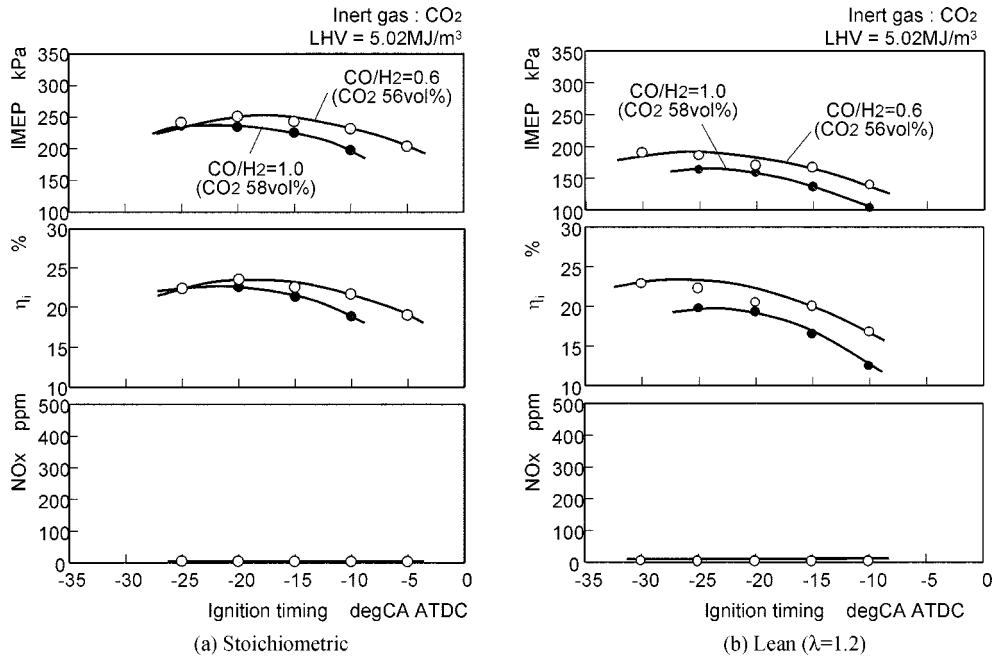 Inert gas : CO2
LHV = 5.02MJ/m3
IMEP kPa
350
300
250
200
150
100
CO/H2=0.6
(CO2 56vol%)
CO/H2=1.0
(CO2 58vol%)
ηi %
30
25
20
15
10
NOx ppm
500
400
300
200
100
0
-35 -30 -25 -20 -15 -10 -5 0
Ignition timing degCA ATDC
(a) Stoichiometric
Inert gas : CO2
LHV = 5.02MJ/m3
IMEP kPa
350
300
250
200
150
100
CO/H2=1.0
(CO2 58vol%)
CO/H2=0.6
(CO2 56vol%)
ηi %
30
25
20
15
10
NOx ppm
500
400
300
200
100
0
-35 -30 -25 -20 -15 -10 -5 0
Ignition timing degCA ATDC
(b) Lean (λ=1.2)